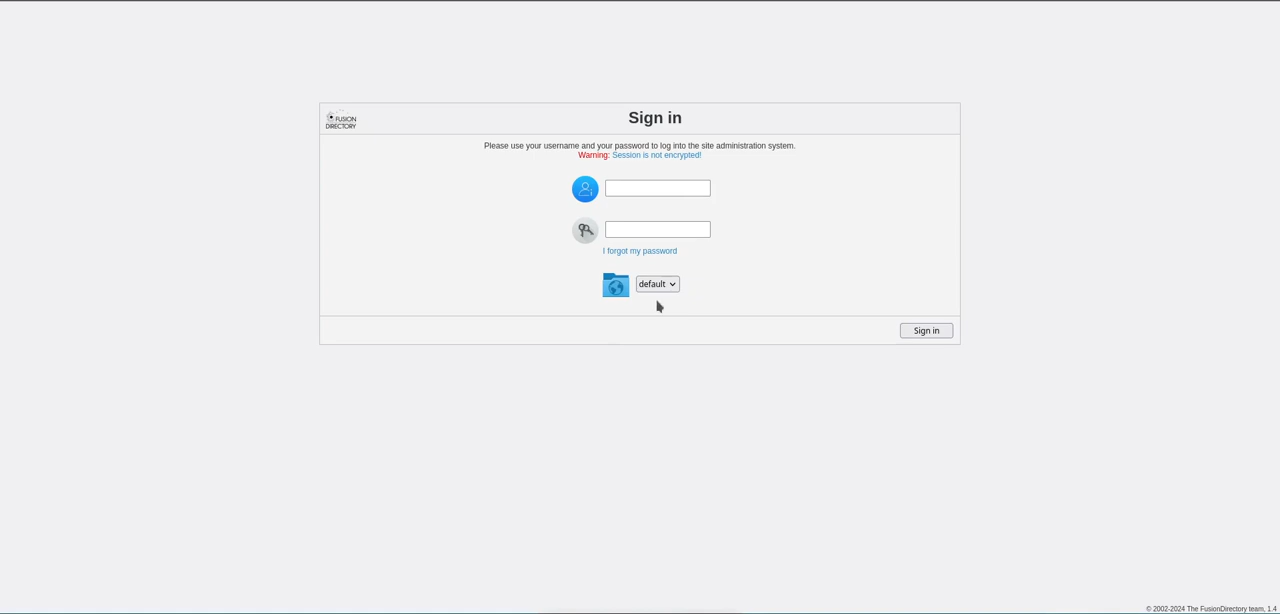 FUSION
DIRECTORY
Sign in
Please use your username and your password to log into the site administration system.
Warning: Session is not encrypted!
I forgot my password
default
Sign in
© 2002-2024 The FusionDirectory team, 1.4